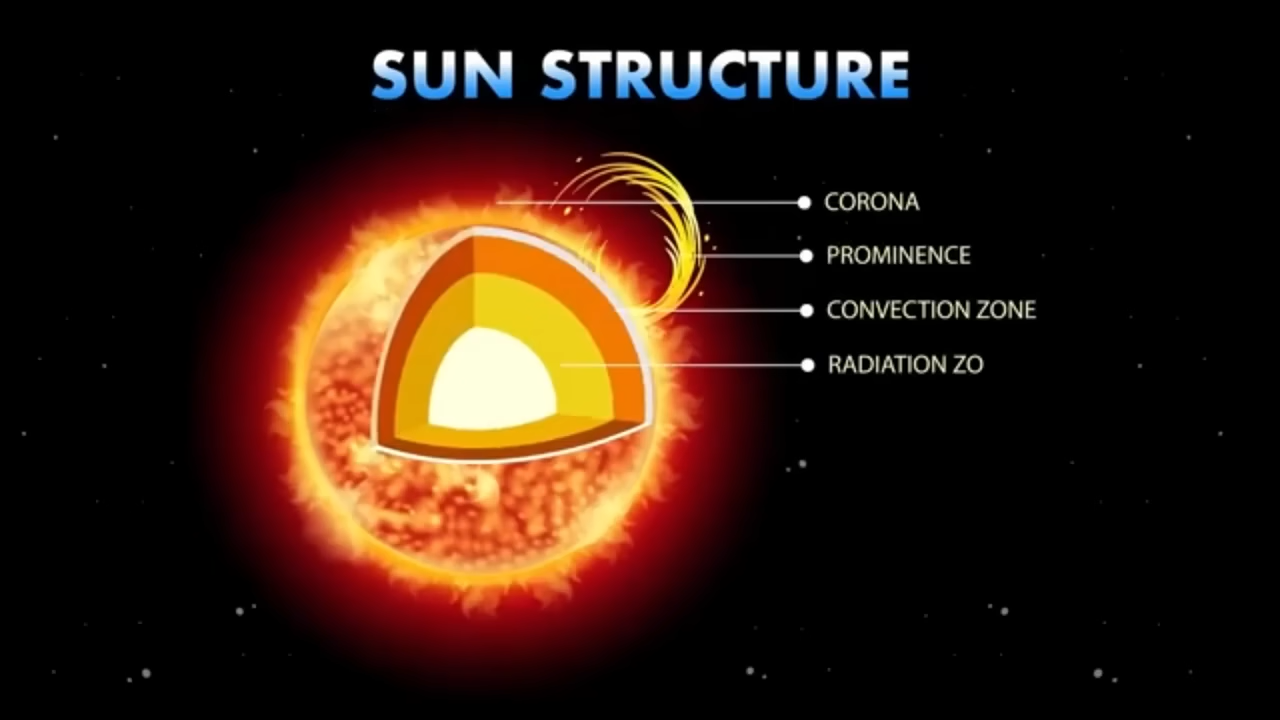 SUN STRUCTURE
CORONA
PROMINENCE
CONVECTION ZONE
RADIATION ZO